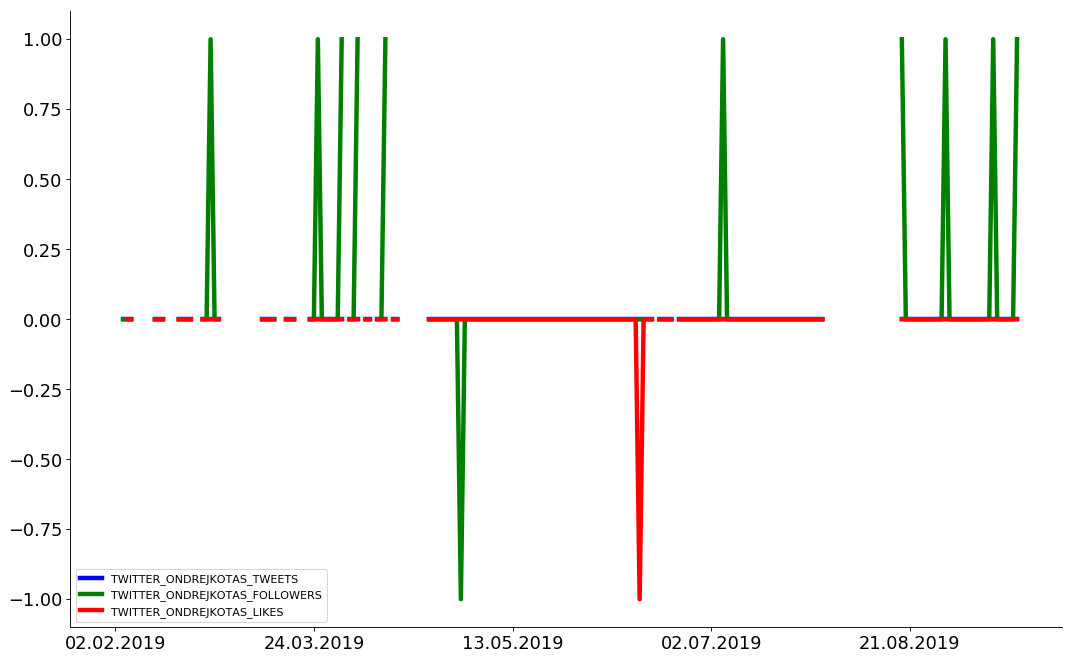 1.00
0.75
0.50
0.25
0.00
−0.25
−0.50
−0.75
−1.00
TWITTER_ONDREJKOTAS_TWEETS
TWITTER_ONDREJKOTAS_FOLLOWERS
TWITTER_ONDREJKOTAS_LIKES
02.02.2019 24.03.2019 13.05.2019 02.07.2019 21.08.2019